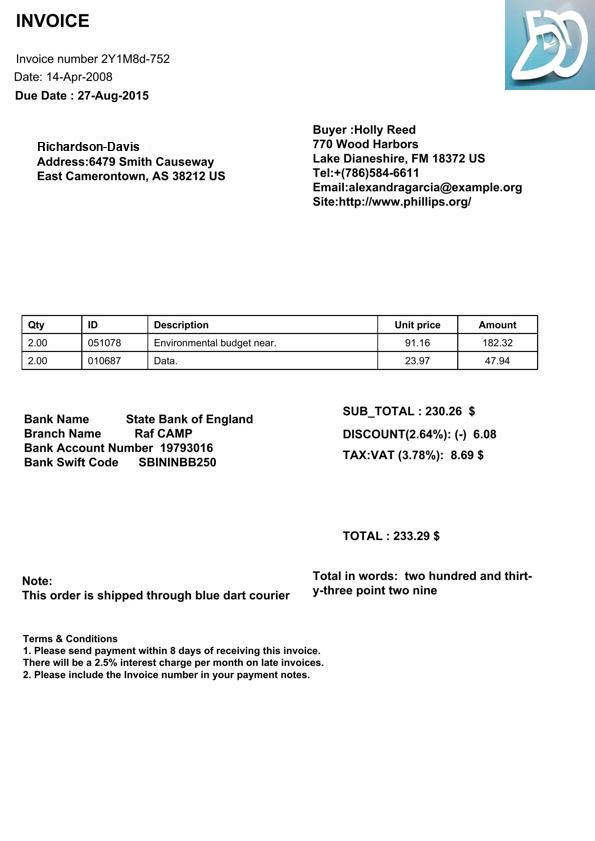 INVOICE
Invoice number 2Y1M8d-752
Date: 14-Apr-2008
Due Date : 27-Aug-2015
Richardson-Davis
Address:6479 Smith Causeway
East Camerontown, AS 38212 US
Buyer :Holly Reed
770 Wood Harbors
Lake Dianeshire, FM 18372 US
Tel:+(786)584-6611
Email:alexandragarcia@example.org
Site:http://www.phillips.org/
Qty ID Description Unit price Amount
2.00 051078 Environmental budget near. 91.16 182.32
2.00 010687 Data. 23.97 47.94
Bank Name State Bank of England
Branch Name Raf CAMP
Bank Account Number 19793016
Bank Swift Code SBININBB250
SUB_TOTAL : 230.26 $
DISCOUNT(2.64%): (-) 6.08
TAX:VAT (3.78%): 8.69 $
TOTAL : 233.29 $
Note:
This order is shipped through blue dart courier
Total in words: two hundred and thirt-
y-three point two nine
Terms & Conditions
1. Please send payment within 8 days of receiving this invoice.
There will be a 2.5% interest charge per month on late invoices.
2. Please include the Invoice number in your payment notes.